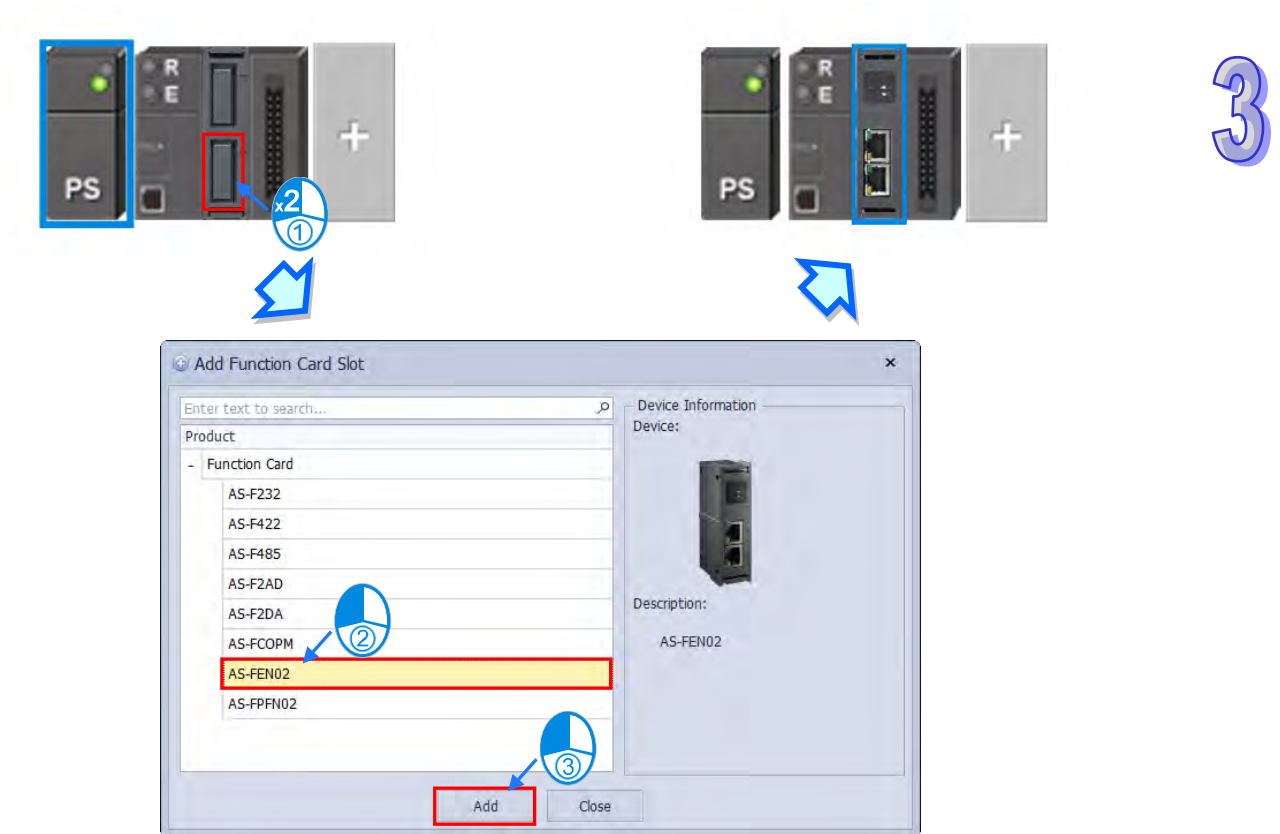 R
E
PS
+
x2
①
R
E
PS
+
3
Add Function Card Slot
×
Enter text to search...
Product
- Function Card
AS-F232
AS-F422
AS-F485
AS-F2AD
AS-F2DA
AS-FCOPM
AS-FEN02
AS-FPFN02
②
③
Device Information
Device:
Description:
AS-FEN02
Add
Close